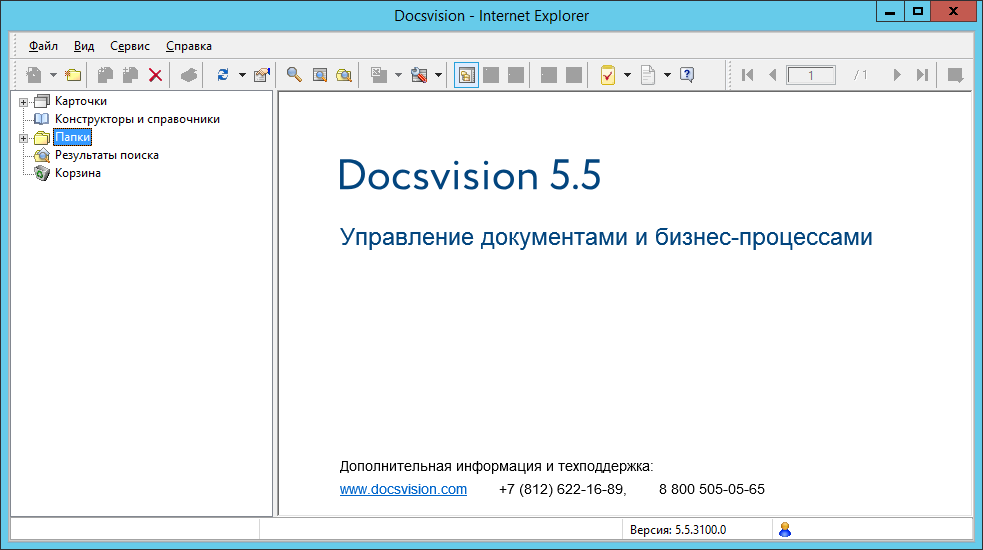 Docsvision - Internet Explorer
Файл Вид Сервис Справка
1 / 1
Карточки
Конструкторы и справочники
Папки
Результаты поиска
Корзина
Docsvision 5.5
Управление документами и бизнес-процессами
Дополнительная информация и техподдержка:
www.docsvision.com +7 (812) 622-16-89, 8 800 505-05-65
Версия: 5.5.3100.0